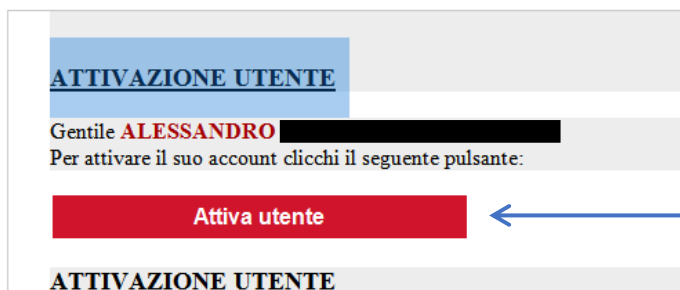 ATTIVAZIONE UTENTE
Gentile ALESSANDRO
Per attivare il suo account clicchi il seguente pulsante:
Attiva utente
ATTIVAZIONE UTENTE